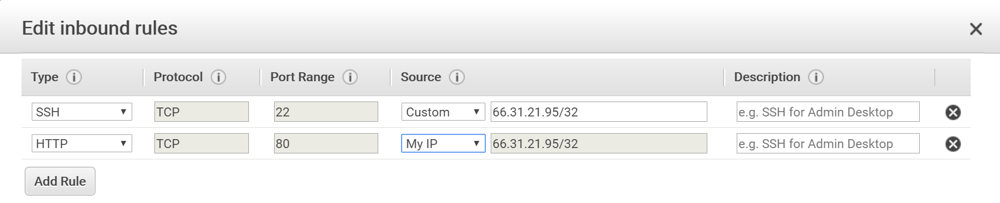 Edit inbound rules
Type Protocol Port Range Source Description
SSH TCP 22 Custom 66.31.21.95/32 e.g. SSH for Admin Desktop
HTTP TCP 80 My IP 66.31.21.95/32 e.g. SSH for Admin Desktop
Add Rule